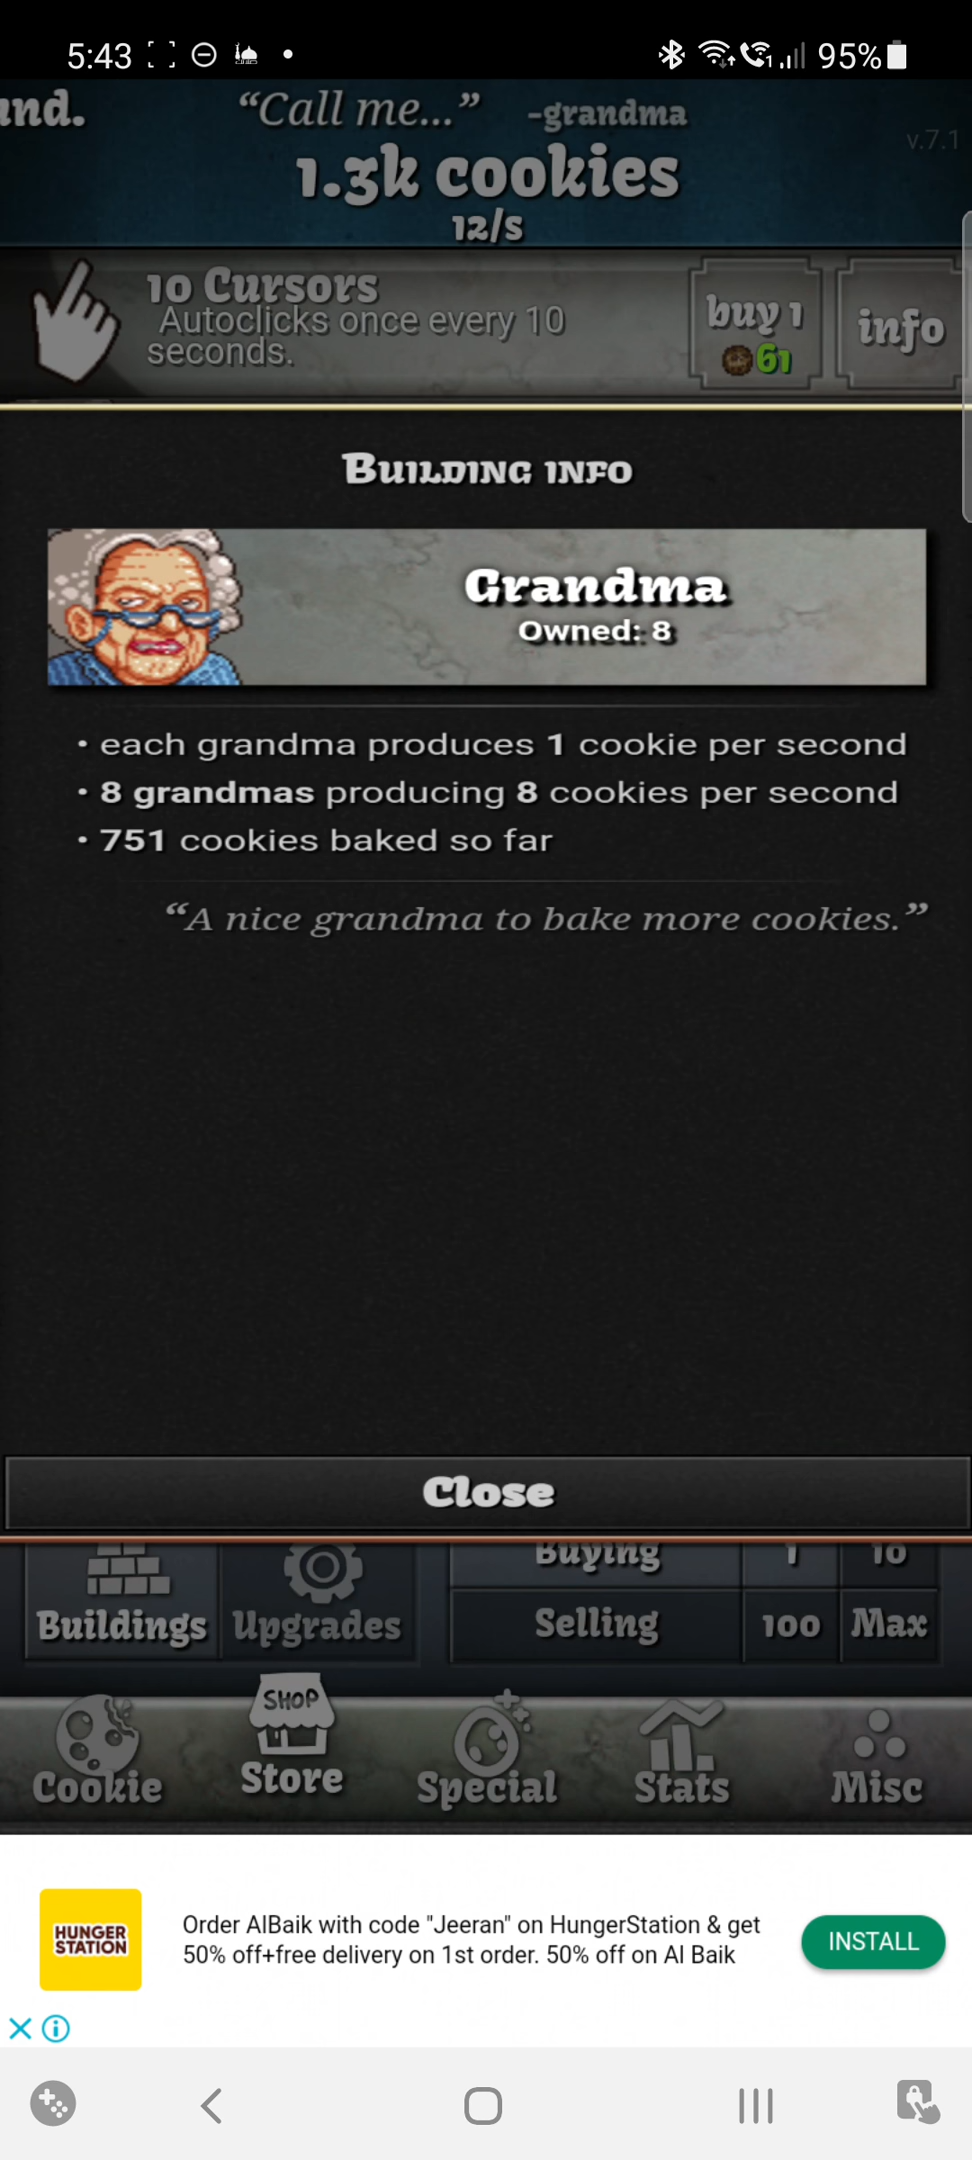 5:43 95%
und. “Call me...” -grandma
v.7.1
1.3k cookies
12/s
10 Cursors
Autoclicks once every 10
seconds.
buy 1
61
info
Building info
Grandma
Owned: 8
• each grandma produces 1 cookie per second
• 8 grandmas producing 8 cookies per second
• 751 cookies baked so far
“A nice grandma to bake more cookies.”
Close
Buying 1 10
Buildings Upgrades Selling 100 Max
SHOP
Cookie Store Special Stats Misc
HUNGER
STATION
Order AlBaik with code "Jeeran" on HungerStation & get
50% off+free delivery on 1st order. 50% off on Al Baik
INSTALL